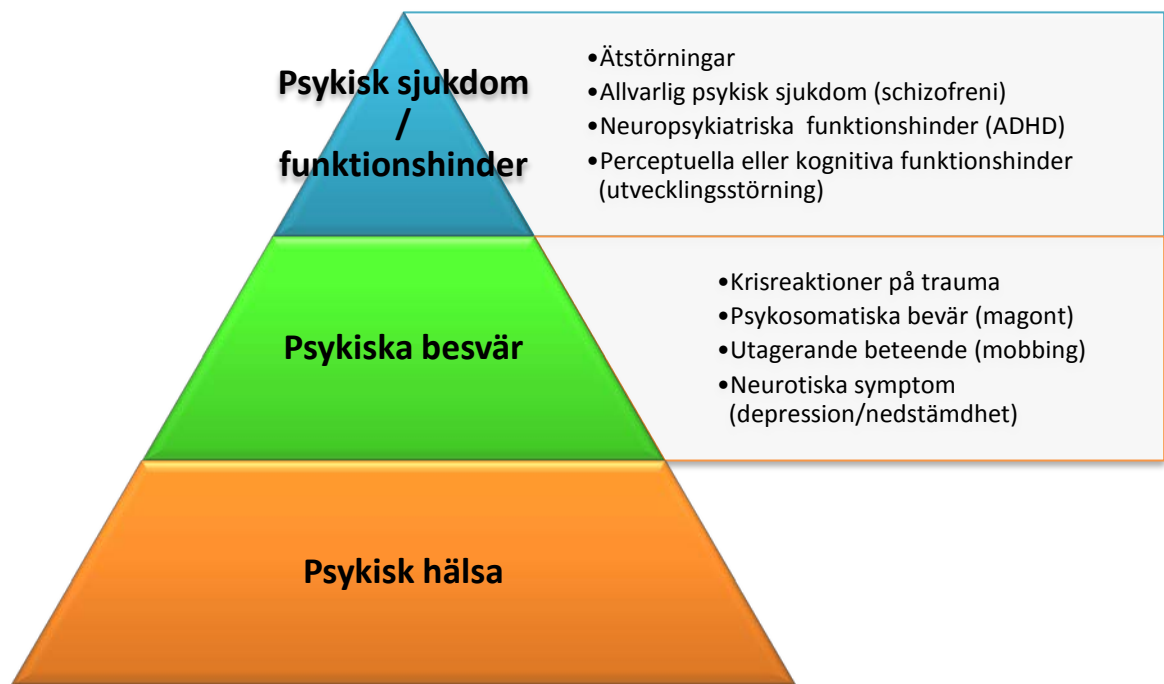 Psykisk sjukdom
/
funktionshinder
•Ätstörningar
•Allvarlig psykisk sjukdom (schizofreni)
•Neuropsykiatriska  funktionshinder (ADHD)
•Perceptuella eller kognitiva funktionshinder
(utvecklingsstörning)
Psykiska besvär
•Krisreaktioner på trauma
•Psykosomatiska bevär (magont)
•Utagerande beteende (mobbing)
•Neurotiska symptom
(depression/nedstämdhet)
Psykisk hälsa